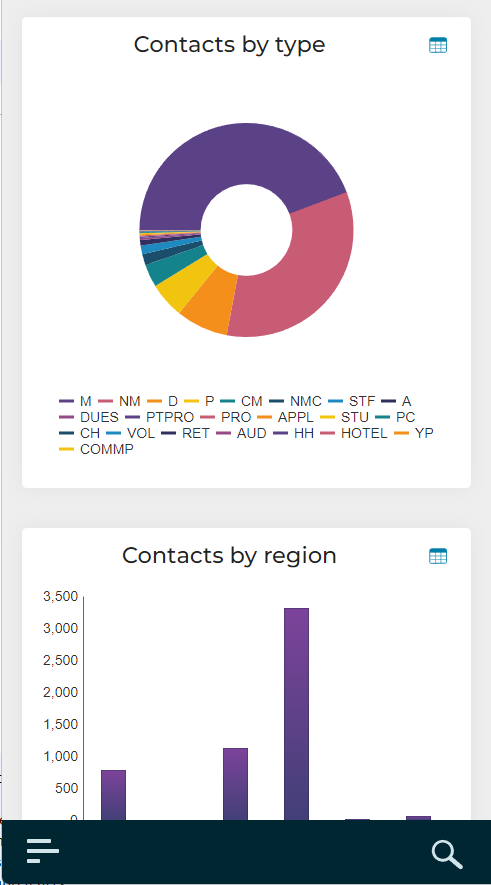 Contacts by type
M NM D P CM NMC STF A
DUES PTPRO PRO APPL STU PC
CH VOL RET AUD HH HOTEL YP
COMMP
Contacts by region
3,500
3,000
2,500
2,000
1,500
1,000
500